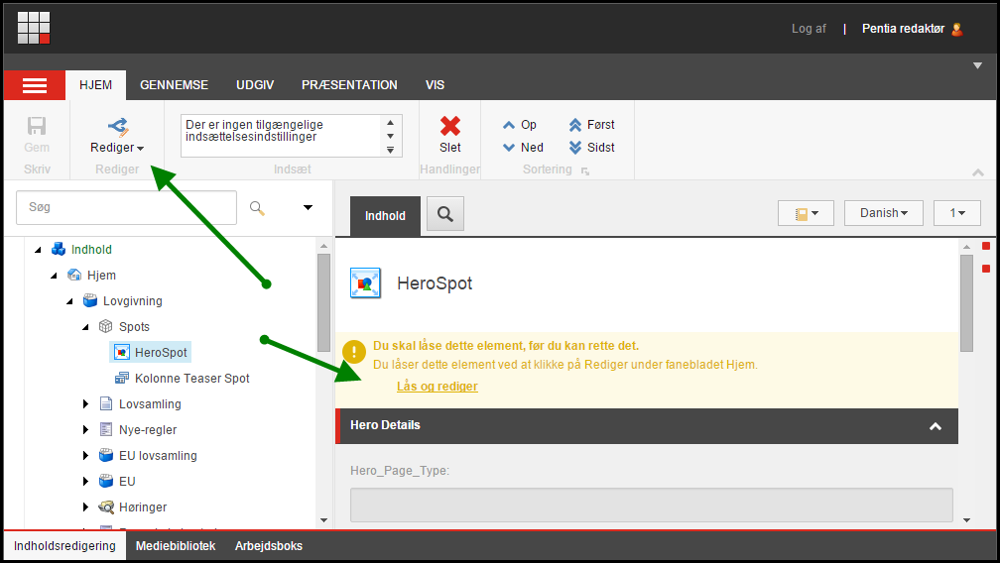 Log af | Pentia redaktør
HJEM GENNEMSE UDGIV PRÆSENTATION VIS
Gem
Skriv
Rediger
Rediger
Der er ingen tilgængelige
indsættelsesindstillinger
Indsæt
Slet
Handlinger
Op Først
Ned Sidst
Sortering
Søg
Indhold
Hjem
Lovgivning
Spots
HeroSpot
Kolonne Teaser Spot
Lovsamling
Nye-regler
EU lovsamling
EU
Høringer
Indhold
Danish
1
HeroSpot
Du skal låse dette element, før du kan rette det.
Du låser dette element ved at klikke på Rediger under fanebladet Hjem.
Lås og rediger
Hero Details
Hero_Page_Type:
Indholdsredigering Mediebibliotek Arbejdsboks